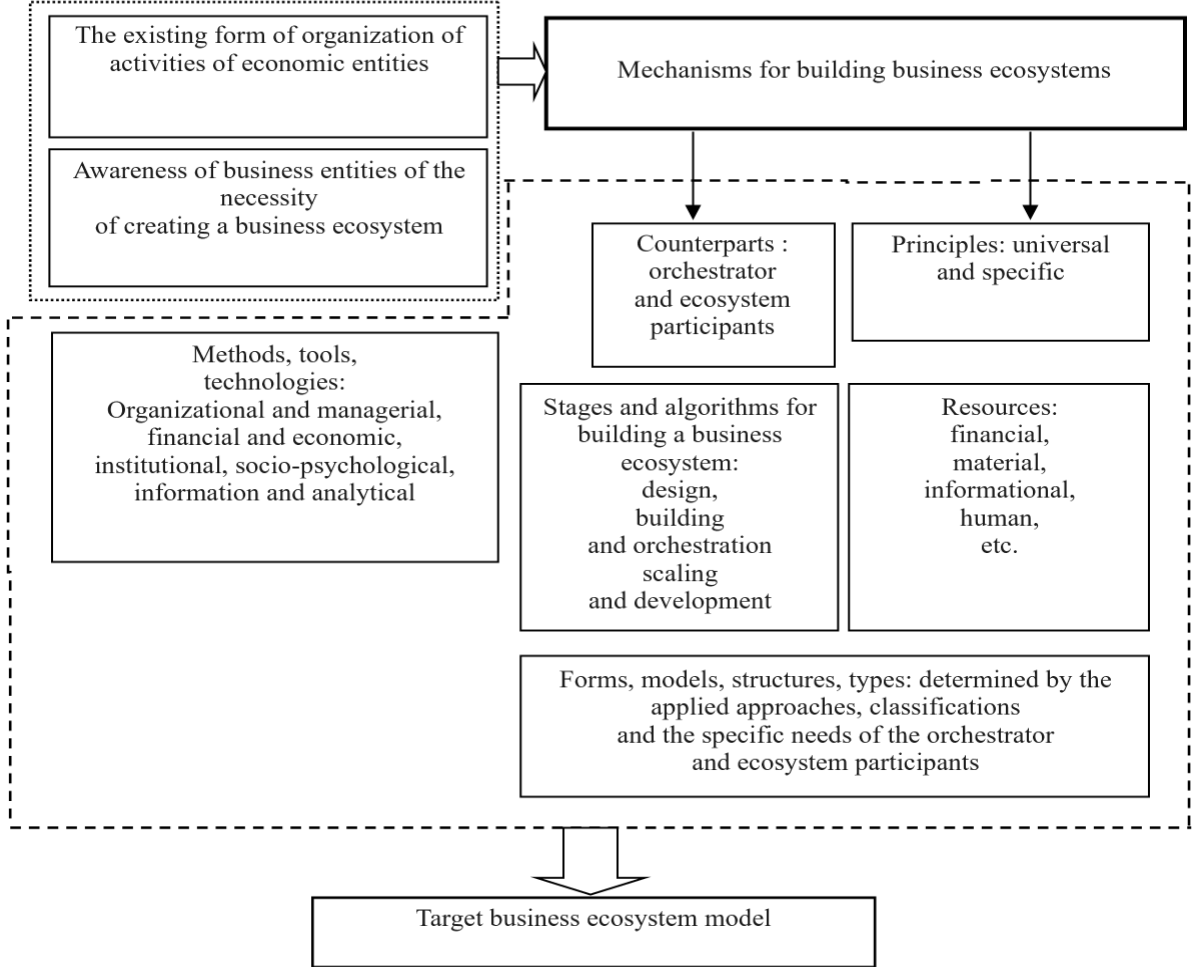 The existing form of organization of
activities of economic entities
Mechanisms for building business ecosystems
Awareness of business entities of the
necessity
of creating a business ecosystem
Counterparts :
orchestrator
and ecosystem
participants
Principles: universal
and specific
Methods, tools,
technologies:
Organizational and managerial,
financial and economic,
institutional, socio-psychological,
information and analytical
Stages and algorithms for
building a business
ecosystem:
design,
building
and orchestration
scaling
and development
Resources:
financial,
material,
informational,
human,
etc.
Forms, models, structures, types: determined by the
applied approaches, classifications
and the specific needs of the orchestrator
and ecosystem participants
Target business ecosystem model